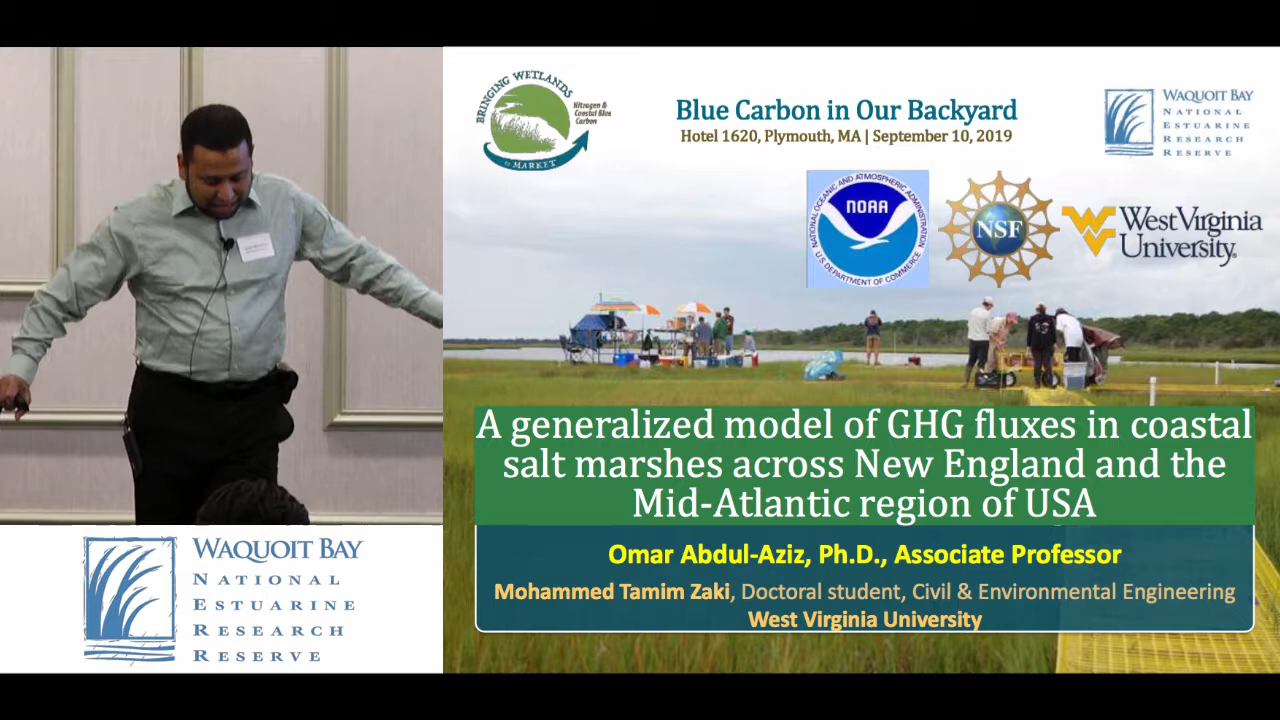 BRINGING WETLANDS
to MARKET
Nitrogen &
Coastal Blue
Carbon
Blue Carbon in Our Backyard
Hotel 1620, Plymouth, MA | September 10, 2019
WAQUOIT BAY
NATIONAL
ESTUARINE
RESEARCH
RESERVE
NATIONAL OCEANIC AND ATMOSPHERIC ADMINISTRATION
NOAA
U.S. DEPARTMENT OF COMMERCE
NSF
WV
West Virginia
University.
A generalized model of GHG fluxes in coastal
salt marshes across New England and the
Mid-Atlantic region of USA
Omar Abdul-Aziz, Ph.D., Associate Professor
Mohammed Tamim Zaki, Doctoral student, Civil & Environmental Engineering
West Virginia University
WAQUOIT BAY
NATIONAL
ESTUARINE
RESEARCH
RESERVE